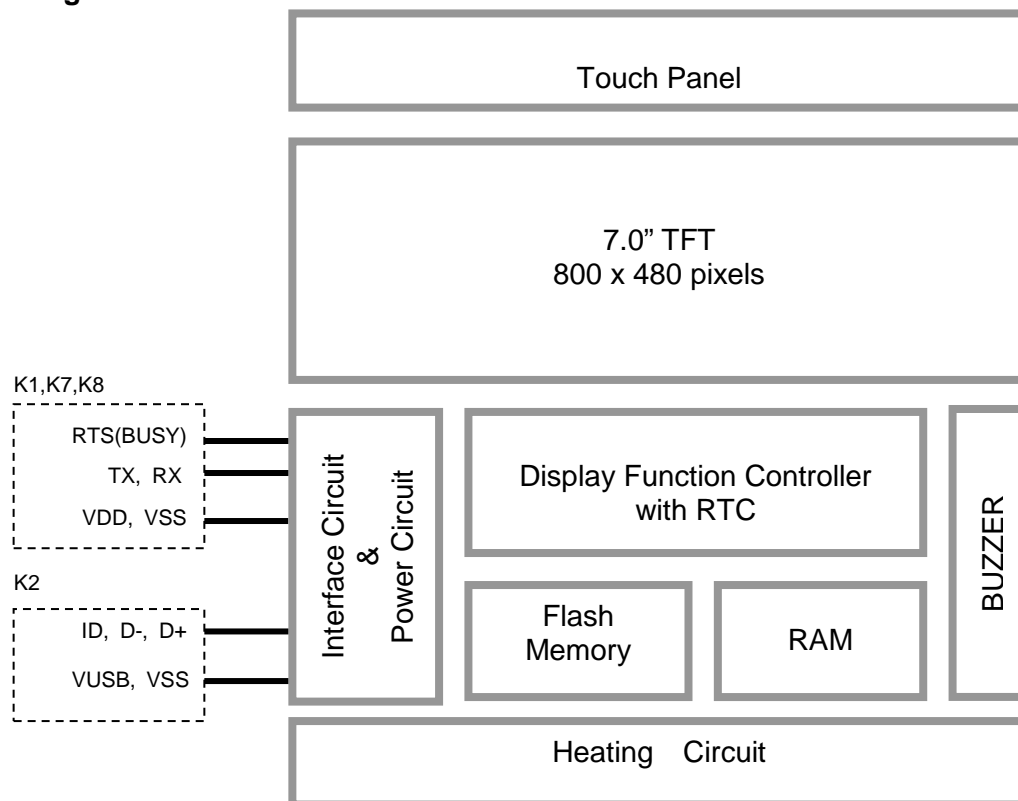 Touch Panel
7.0” TFT
800 x 480 pixels
K1,K7,K8
RTS(BUSY)
TX, RX
VDD, VSS
K2
ID, D-, D+
VUSB, VSS
Interface Circuit
&
Power Circuit
Display Function Controller
with RTC
Flash
Memory
RAM
BUZZER
Heating Circuit